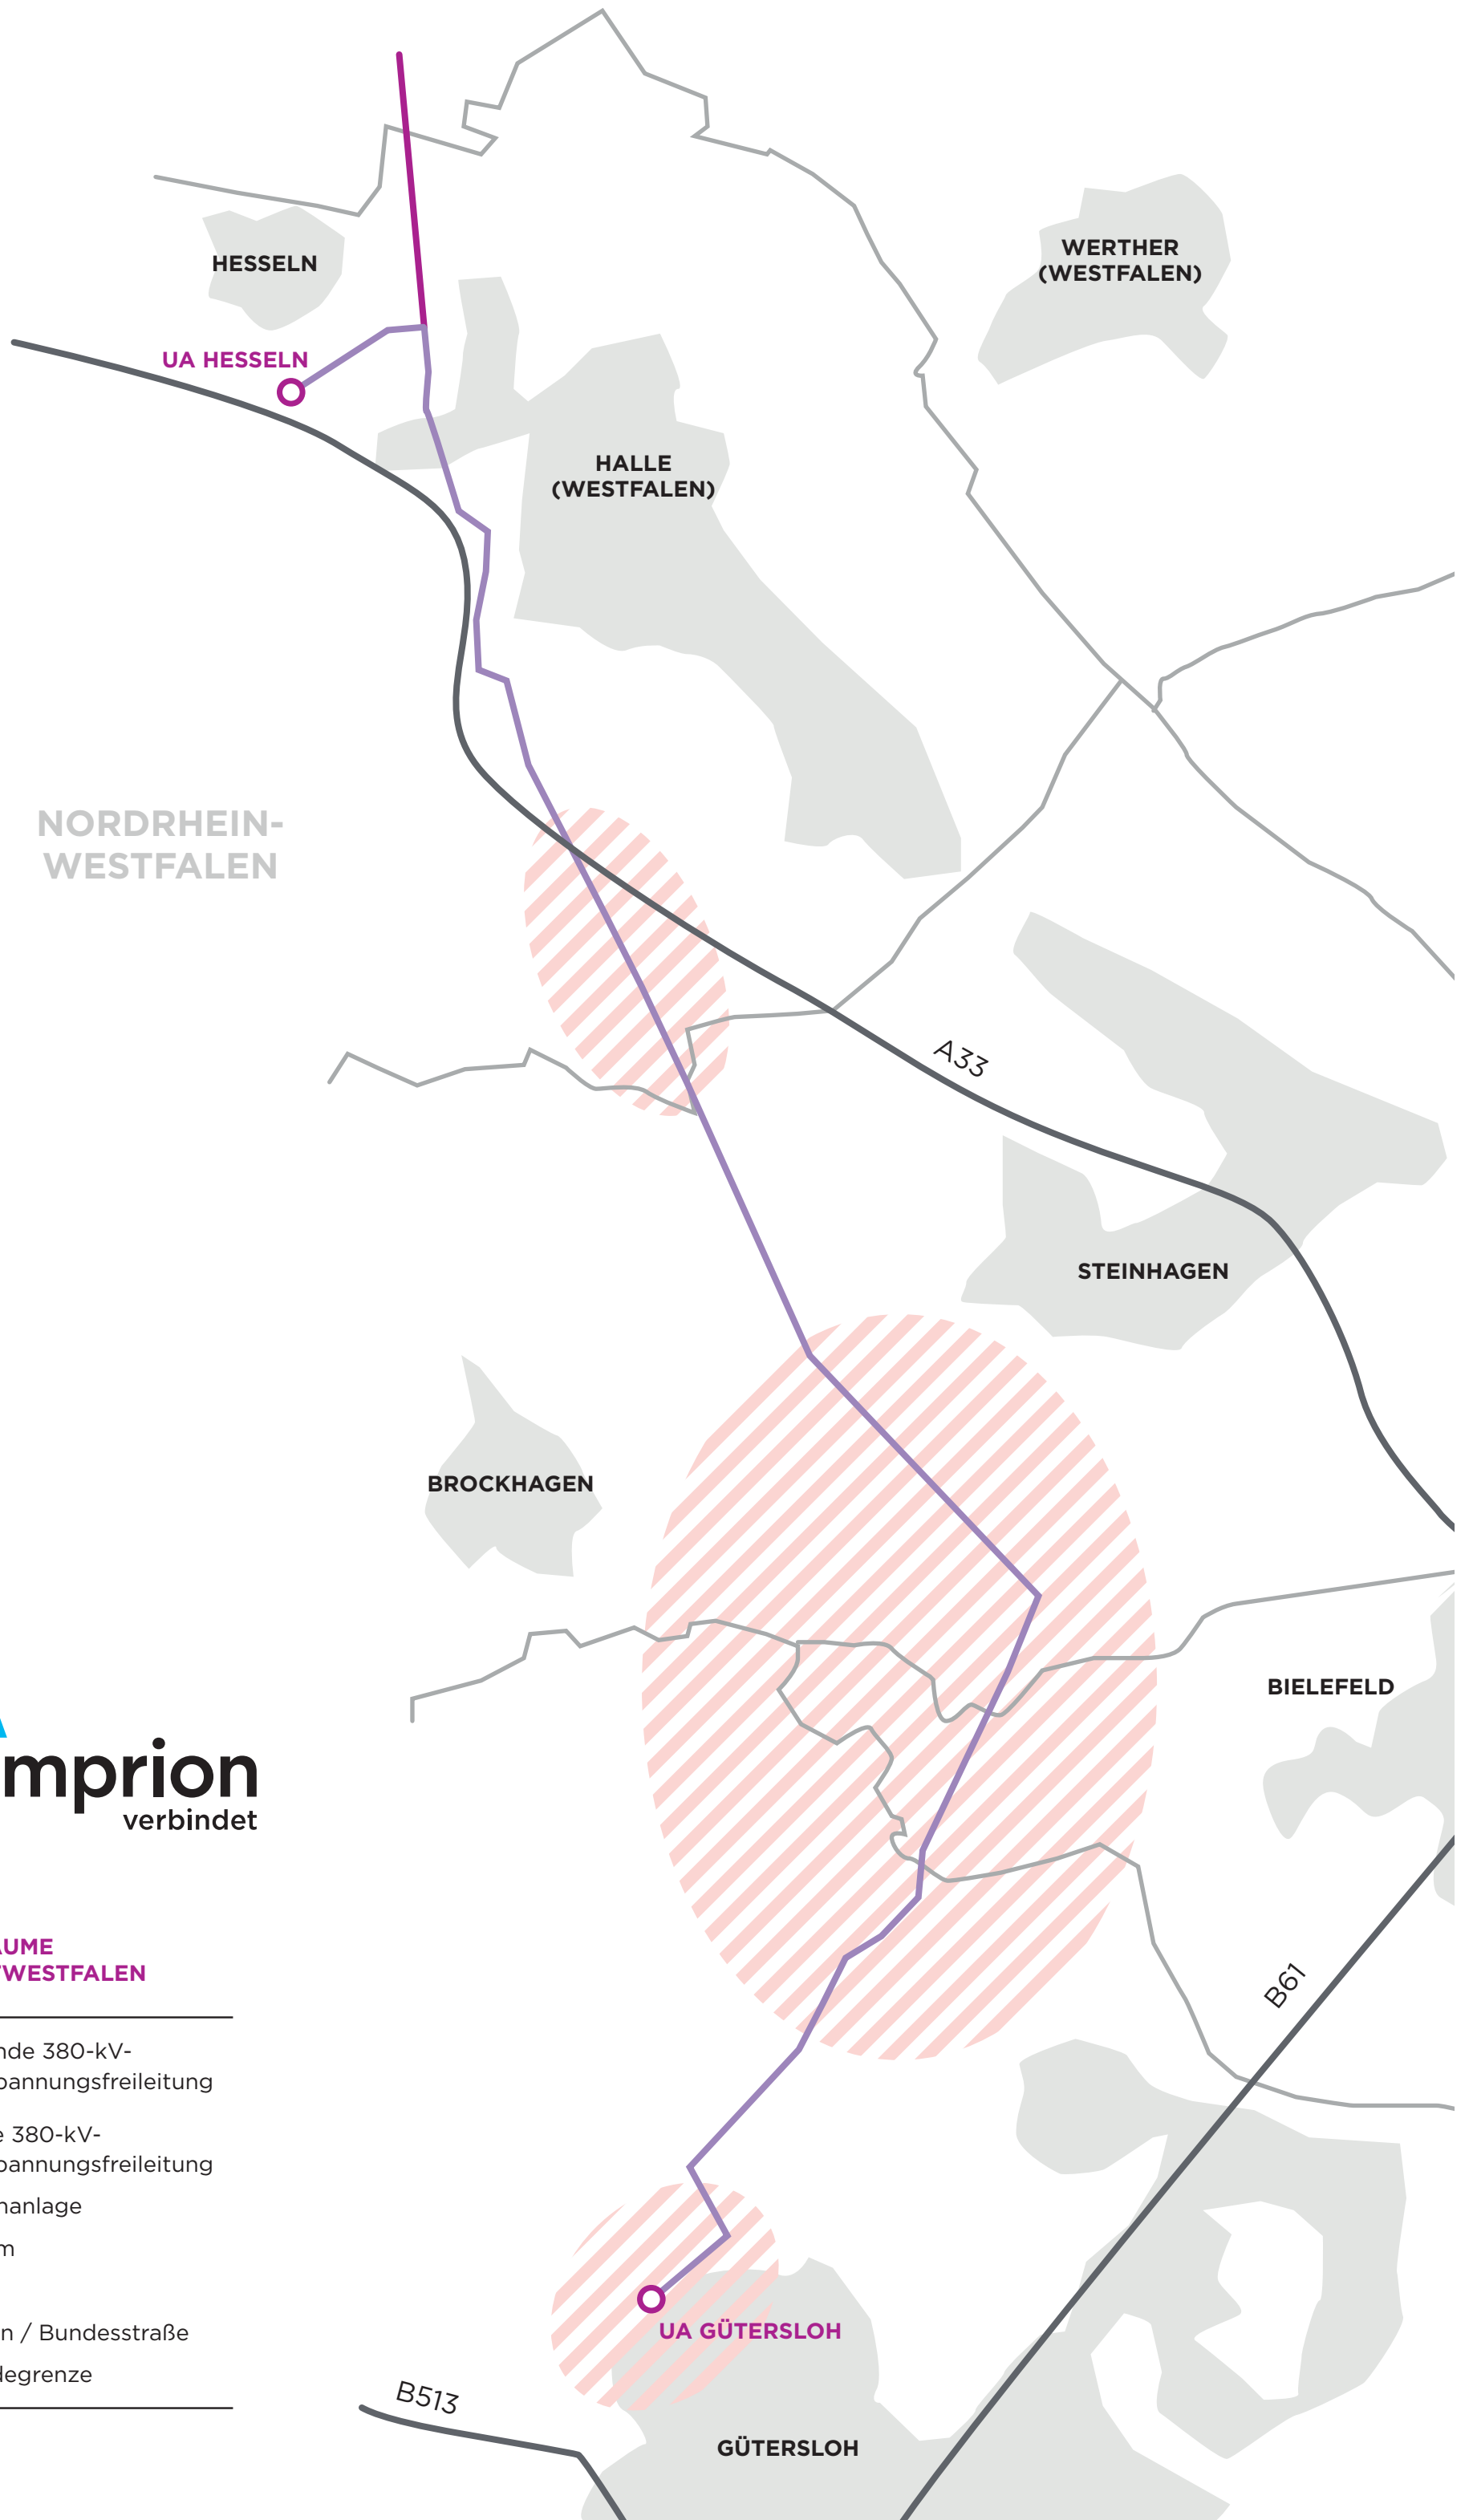 HESSELN
WERTHER
(WESTFALEN)
UA HESSELN
HALLE
(WESTFALEN)
NORDRHEIN-
WESTFALEN
A33
STEINHAGEN
BROCKHAGEN
BIELEFELD
mprion
verbindet
UME
WESTFALEN
B61
nde 380-kV-
pannungsfreileitung
e 380-kV-
pannungsfreileitung
nanlage
m
n / Bundesstraße
degrenze
UA GÜTERSLOH
B513
GÜTERSLOH